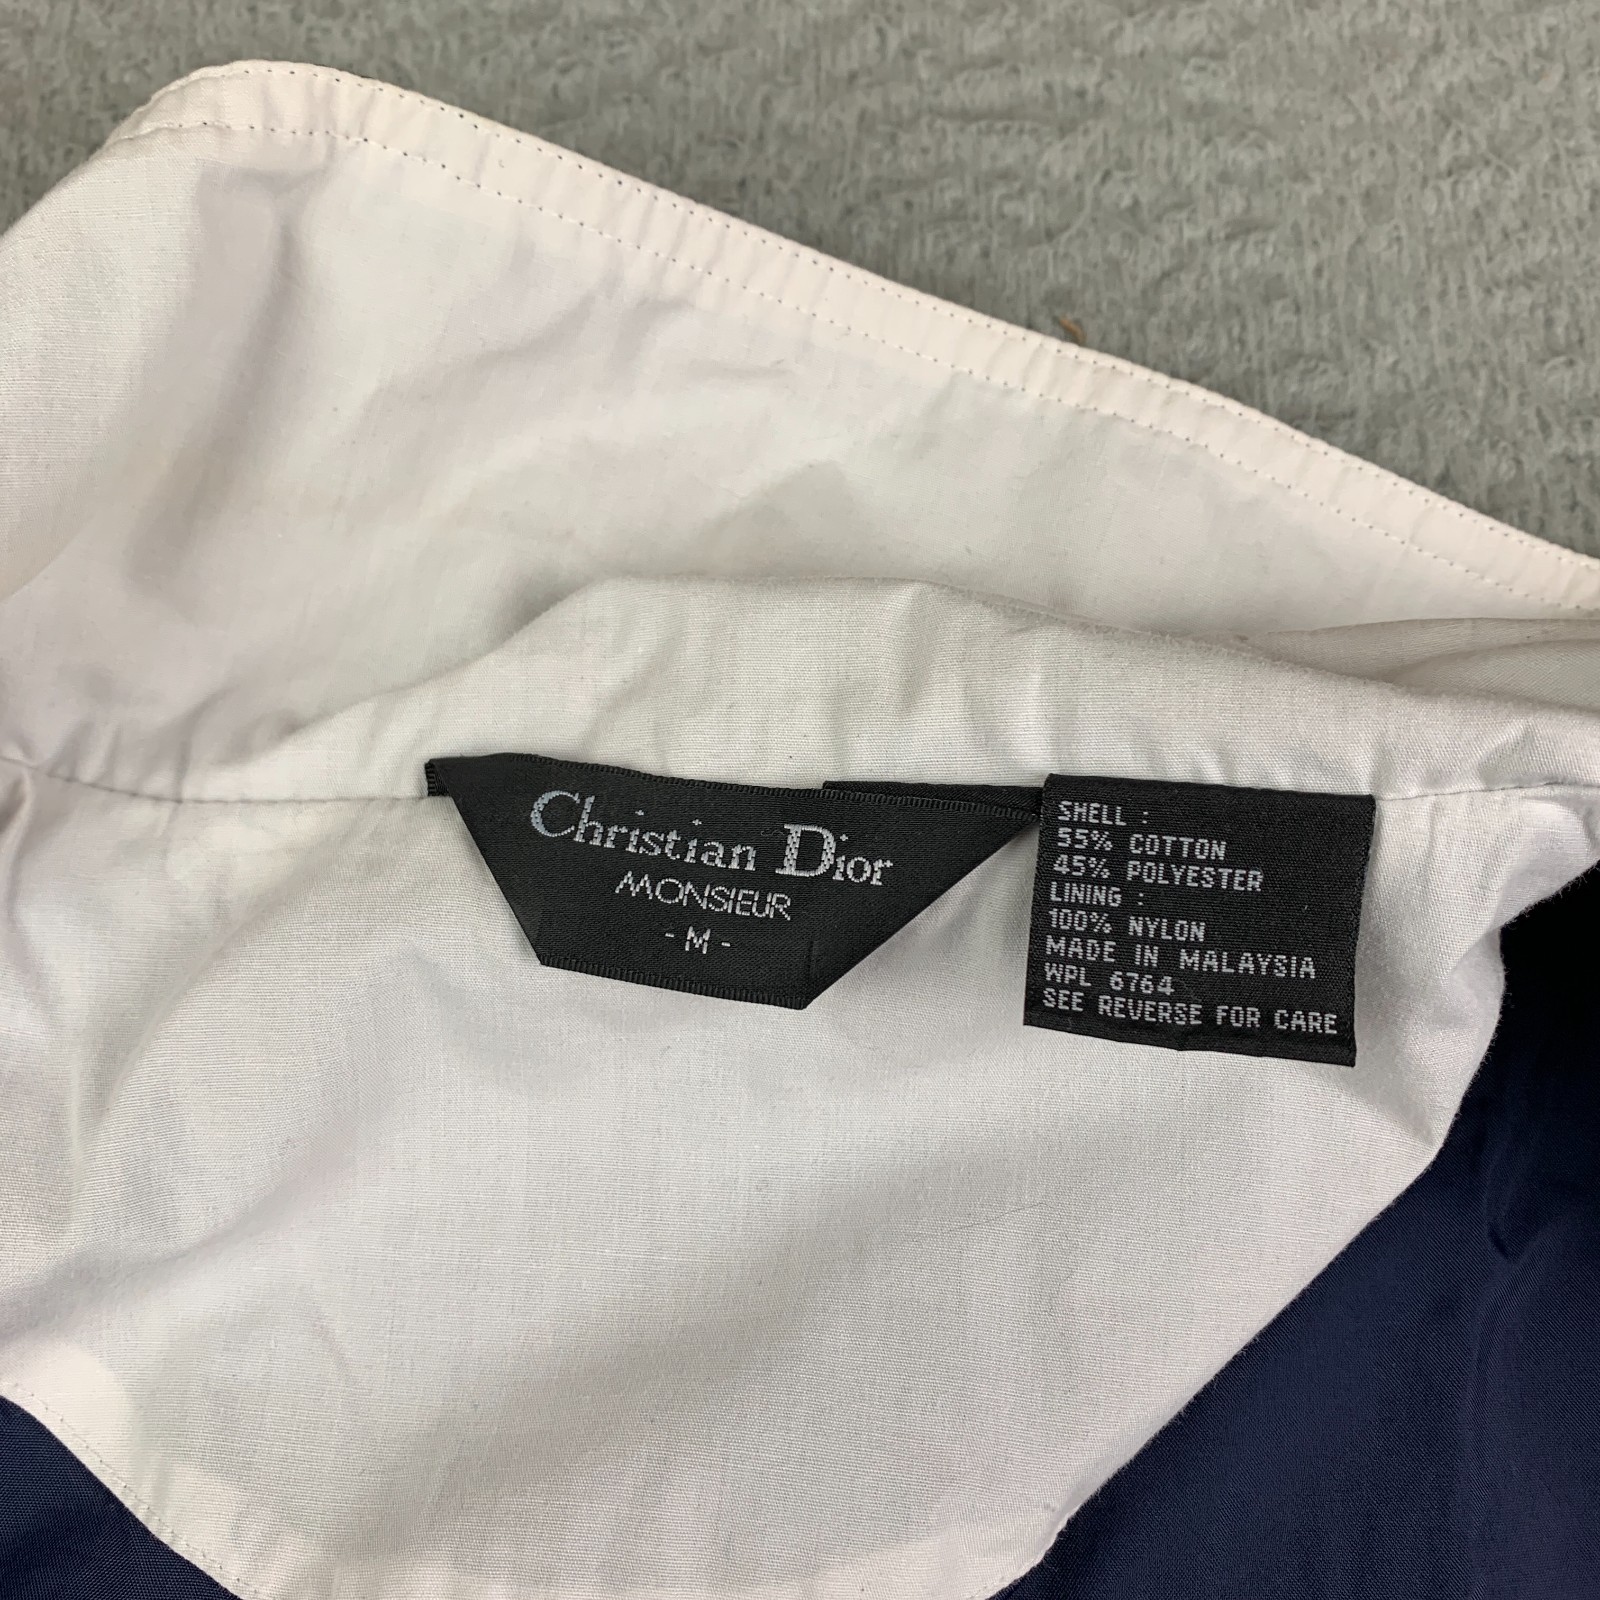 Christian Dior
MONSIEUR
- M -
SHELL :
55% COTTON
45% POLYESTER
LINING :
100% NYLON
MADE IN MALAYSIA
WPL 6764
SEE REVERSE FOR CARE